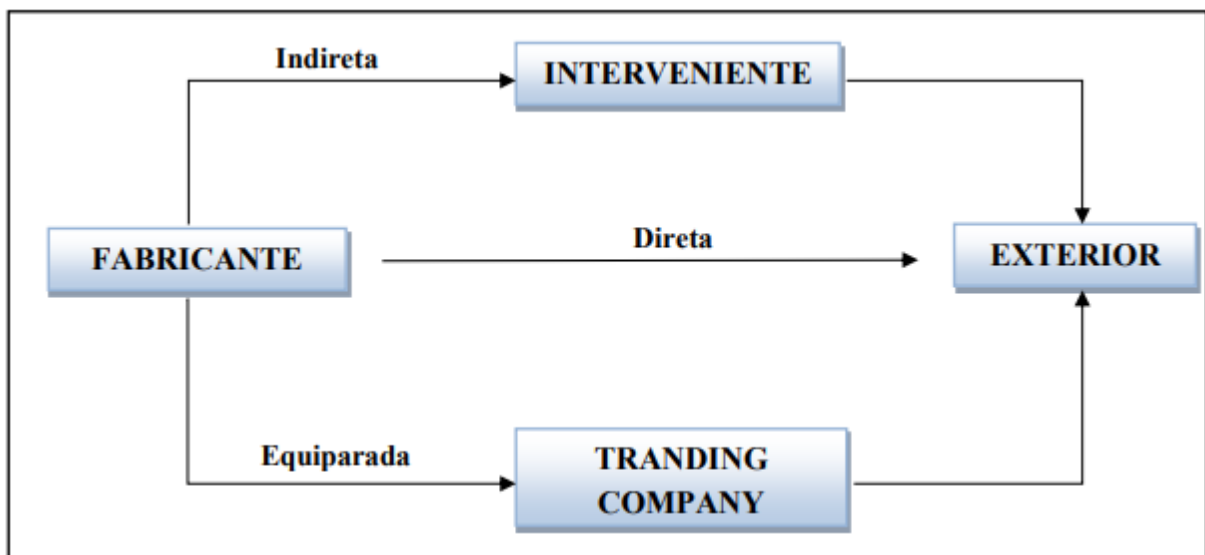 Indireta
INTERVENIENTE
Direta
FABRICANTE
EXTERIOR
Equiparada
TRANDING
COMPANY